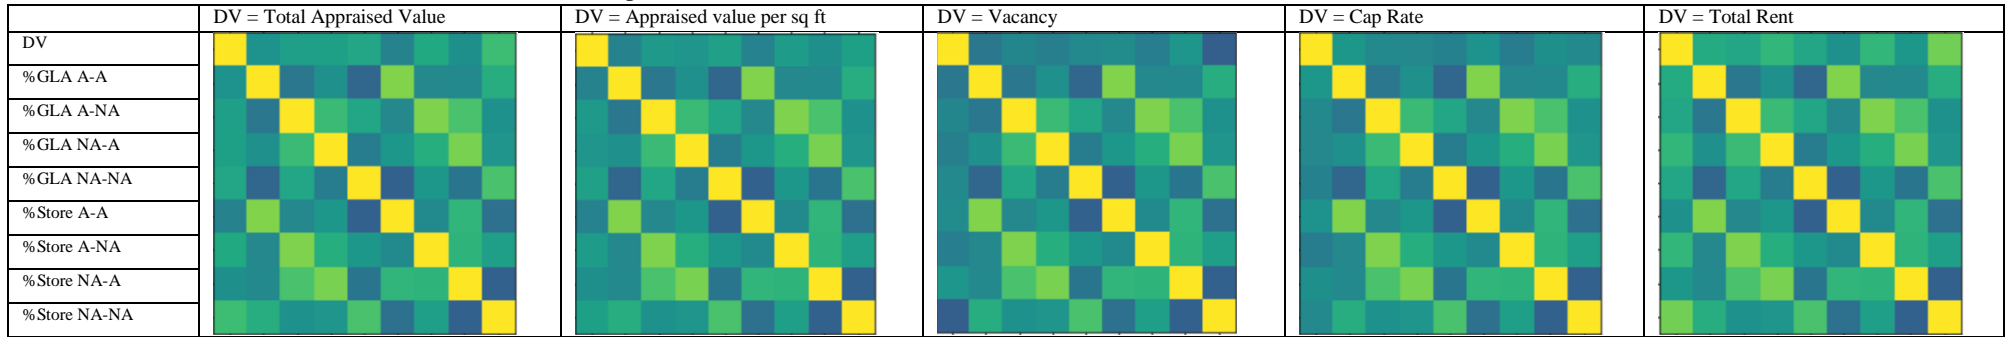 DV = Total Appraised Value DV = Appraised value per sq ft DV = Vacancy DV = Cap Rate DV = Total Rent
DV
%GLA A-A
%GLA A-NA
%GLA NA-A
%GLA NA-NA
%Store A-A
%Store A-NA
%Store NA-A
%Store NA-NA